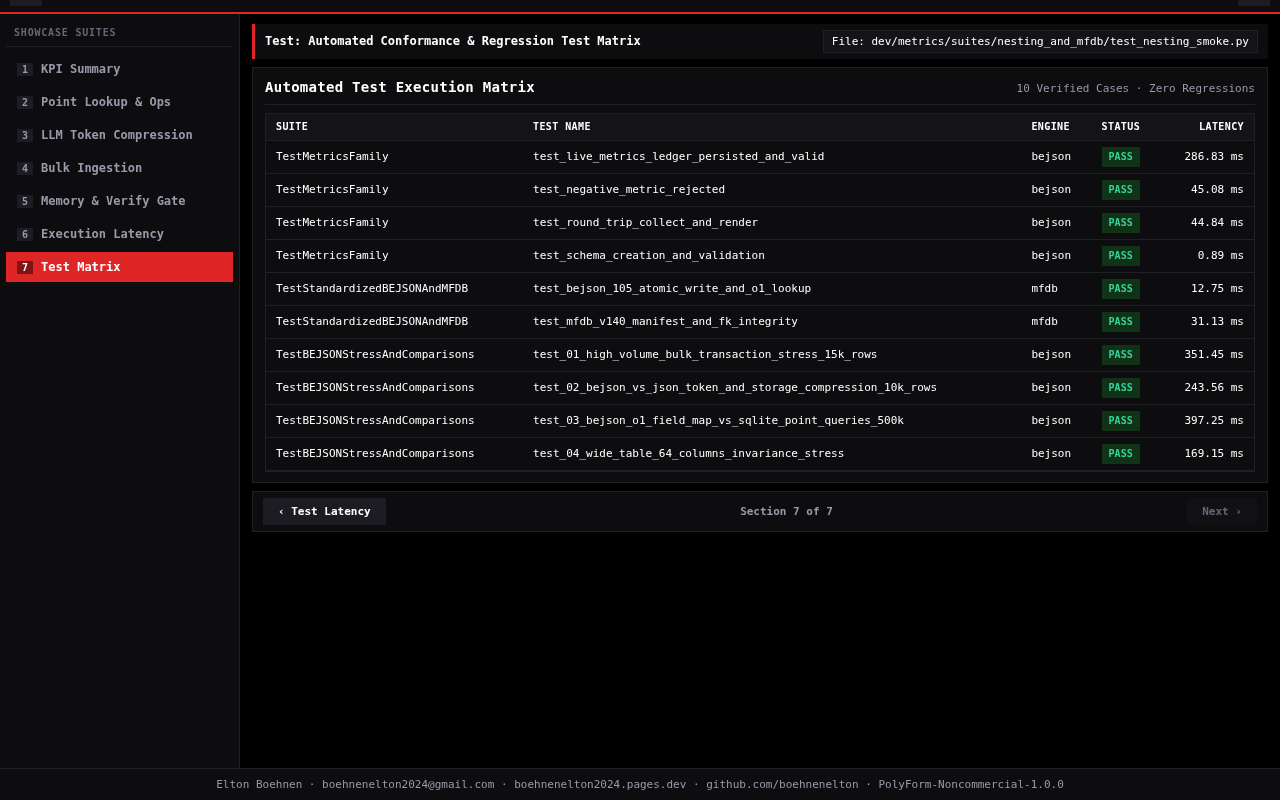 SHOWCASE SUITES
1 KPI Summary
2 Point Lookup & Ops
3 LLM Token Compression
4 Bulk Ingestion
5 Memory & Verify Gate
6 Execution Latency
7 Test Matrix
Test: Automated Conformance & Regression Test Matrix
File: dev/metrics/suites/nesting_and_mfdb/test_nesting_smoke.py
Automated Test Execution Matrix
10 Verified Cases · Zero Regressions
SUITE TEST NAME ENGINE STATUS LATENCY
TestMetricsFamily test_live_metrics_ledger_persisted_and_valid bejson PASS 286.83 ms
TestMetricsFamily test_negative_metric_rejected bejson PASS 45.08 ms
TestMetricsFamily test_round_trip_collect_and_render bejson PASS 44.84 ms
TestMetricsFamily test_schema_creation_and_validation bejson PASS 0.89 ms
TestStandardizedBEJSONAndMFDB test_bejson_105_atomic_write_and_o1_lookup mfdb PASS 12.75 ms
TestStandardizedBEJSONAndMFDB test_mfdb_v140_manifest_and_fk_integrity mfdb PASS 31.13 ms
TestBEJSONStressAndComparisons test_01_high_volume_bulk_transaction_stress_15k_rows bejson PASS 351.45 ms
TestBEJSONStressAndComparisons test_02_bejson_vs_json_token_and_storage_compression_10k_rows bejson PASS 243.56 ms
TestBEJSONStressAndComparisons test_03_bejson_o1_field_map_vs_sqlite_point_queries_500k bejson PASS 397.25 ms
TestBEJSONStressAndComparisons test_04_wide_table_64_columns_invariance_stress bejson PASS 169.15 ms
‹ Test Latency
Section 7 of 7
Next ›
Elton Boehnen · boehnenelton2024@gmail.com · boehnenelton2024.pages.dev · github.com/boehnenelton · PolyForm-Noncommercial-1.0.0